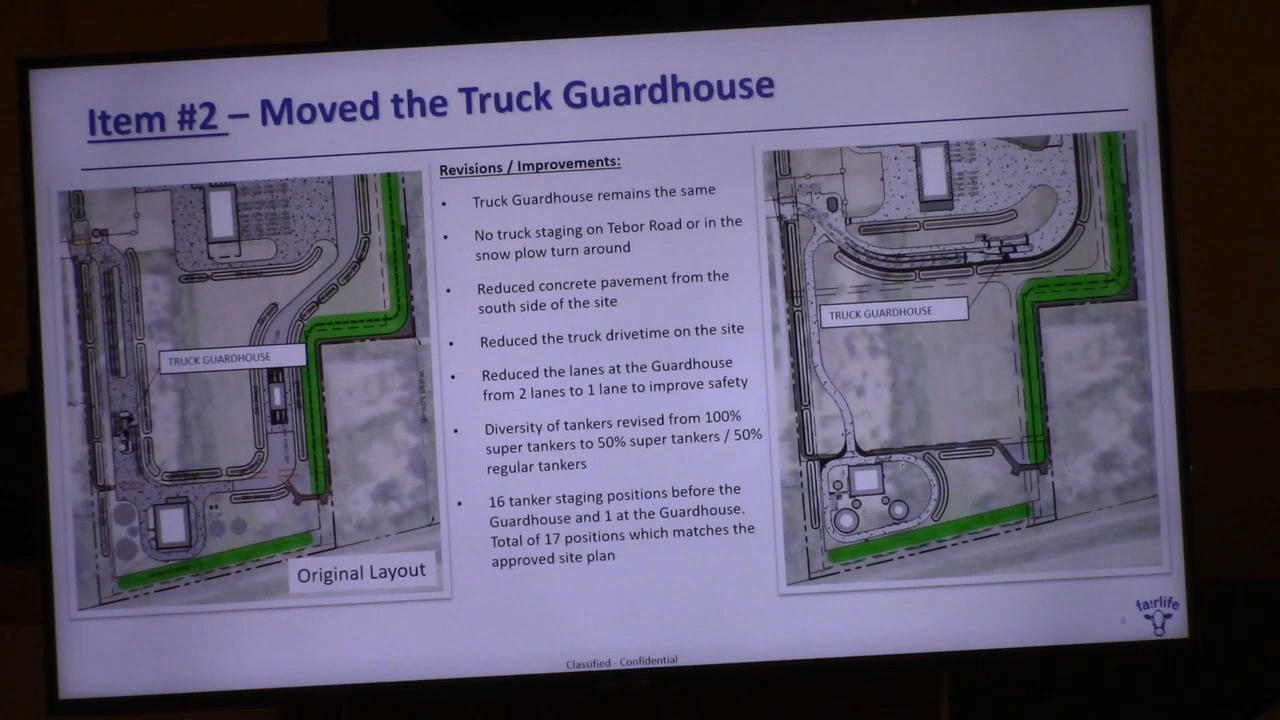 Item #2 – Moved the Truck Guardhouse
Revisions / Improvements:
• Truck Guardhouse remains the same
• No truck staging on Tebor Road or in the
snow plow turn around
• Reduced concrete pavement from the
south side of the site
• Reduced the truck drivetime on the site
• Reduced the lanes at the Guardhouse
from 2 lanes to 1 lane to improve safety
• Diversity of tankers revised from 100%
super tankers to 50% super tankers / 50%
regular tankers
• 16 tanker staging positions before the
Guardhouse and 1 at the Guardhouse.
Total of 17 positions which matches the
approved site plan
TRUCK GUARDHOUSE
Original Layout
TRUCK GUARDHOUSE
fa!rlife
Classified - Confidential